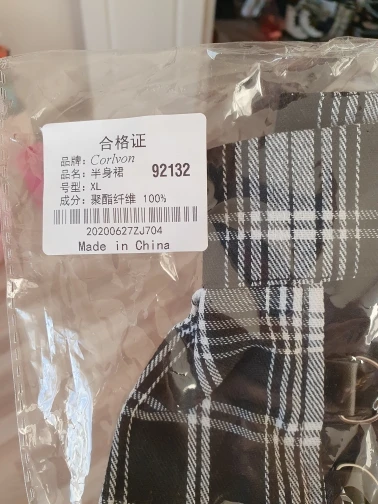 合格证
品牌: Corlvon
品名: 半身裙 92132
号型: XL
成分: 聚酯纤维 100%
20200627ZJ704
Made in China